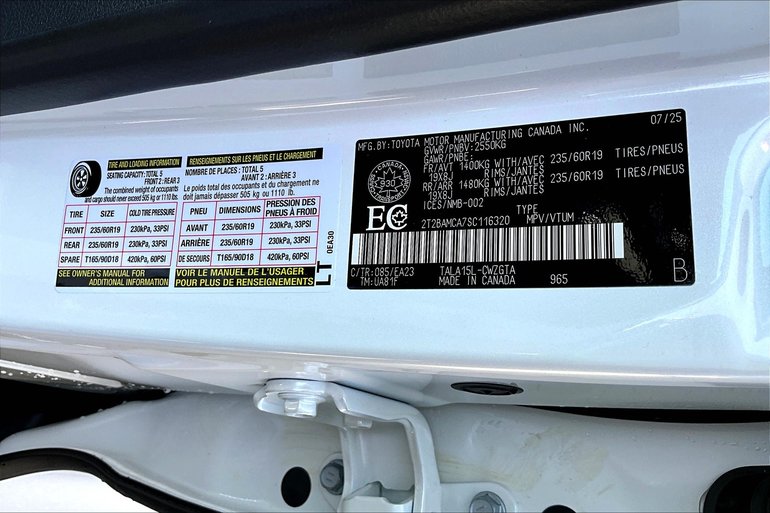 TIRE AND LOADING INFORMATION
SEATING CAPACITY: TOTAL 5
FRONT 2 : REAR 3
The combined weight of occupants
and cargo should never exceed 505 kg or 1110 lb.
RENSEIGNEMENTS SUR LES PNEUS ET LE CHARGEMENT
NOMBRE DE PLACES : TOTAL 5
AVANT 2 : ARRIÈRE 3
Le poids total des occupants et du chargement ne
doit jamais dépasser 505 kg ou 1110 lb.
TIRE SIZE COLD TIRE PRESSURE
FRONT 235/60R19 230kPa, 33PSI
REAR 235/60R19 230kPa, 33PSI
SPARE T165/90D18 420kPa, 60PSI
SEE OWNER'S MANUAL FOR
ADDITIONAL INFORMATION
PNEU DIMENSIONS PRESSION DES PNEUS À FROID
AVANT 235/60R19 230kPa, 33PSI
ARRIÈRE 235/60R19 230kPa, 33PSI
DE SECOURS T165/90D18 420kPa, 60PSI
VOIR LE MANUEL DE L'USAGER
POUR PLUS DE RENSEIGNEMENTS
LT 0EA30
07/25
MFG.BY:TOYOTA MOTOR MANUFACTURING CANADA INC.
GVWR/PNBV:2550KG
GAWR/PNBE:
FR/AVT 1400KG WITH/AVEC 235/60R19 TIRES/PNEUS
19X8J RIMS/JANTES
RR/ARR 1480KG WITH/AVEC 235/60R19 TIRES/PNEUS
19X8J RIMS/JANTES
ICES/NMB-002
CANADA
930
EC
TYPE
2T2BAMCA7SC116320 MPV/VTUM
C/TR:085/EA23 TALA15L-CWZGTA
TM:UA81F MADE IN CANADA 965
B